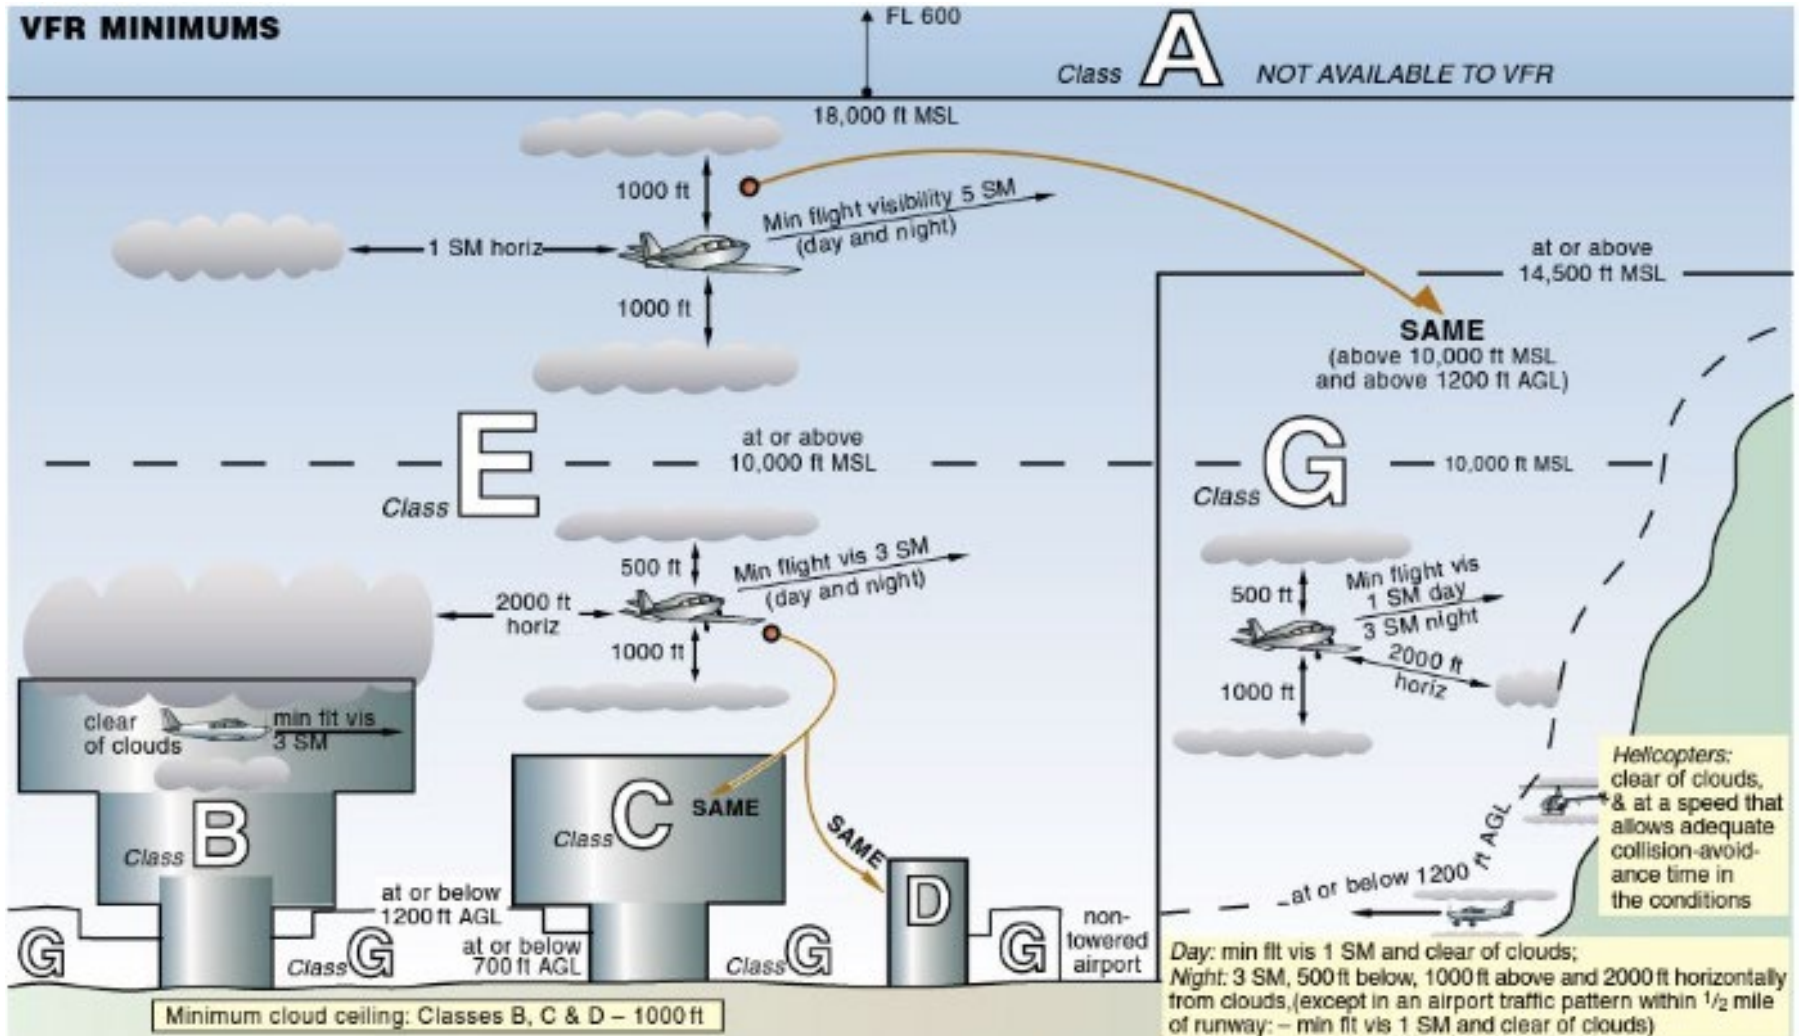 VFR MINIMUMS
FL 600
Class A NOT AVAILABLE TO VFR
18,000 ft MSL
1000 ft
Min flight visibility 5 SM
(day and night)
1 SM horiz
1000 ft
at or above
14,500 ft MSL
SAME
(above 10,000 ft MSL
and above 1200 ft AGL)
at or above
10,000 ft MSL
Class E
10,000 ft MSL
Class G
500 ft
Min flight vis 3 SM
(day and night)
2000 ft
horiz
1000 ft
500 ft
Min flight vis
1 SM day
3 SM night
2000 ft
horiz
1000 ft
clear
of clouds
min flt vis
3 SM
Class B
Class C
SAME
SAME
D
Helicopters:
clear of clouds,
& at a speed that
allows adequate
collision-avoid-
ance time in
the conditions
at or below 1200 ft AGL
at or below
1200 ft AGL
at or below
700 ft AGL
G
Class G
Class G
G
non-
towered
airport
Day: min flt vis 1 SM and clear of clouds;
Night: 3 SM, 500 ft below, 1000 ft above and 2000 ft horizontally
from clouds,(except in an airport traffic pattern within 1/2 mile
of runway: – min flt vis 1 SM and clear of clouds)
Minimum cloud ceiling: Classes B, C & D – 1000 ft